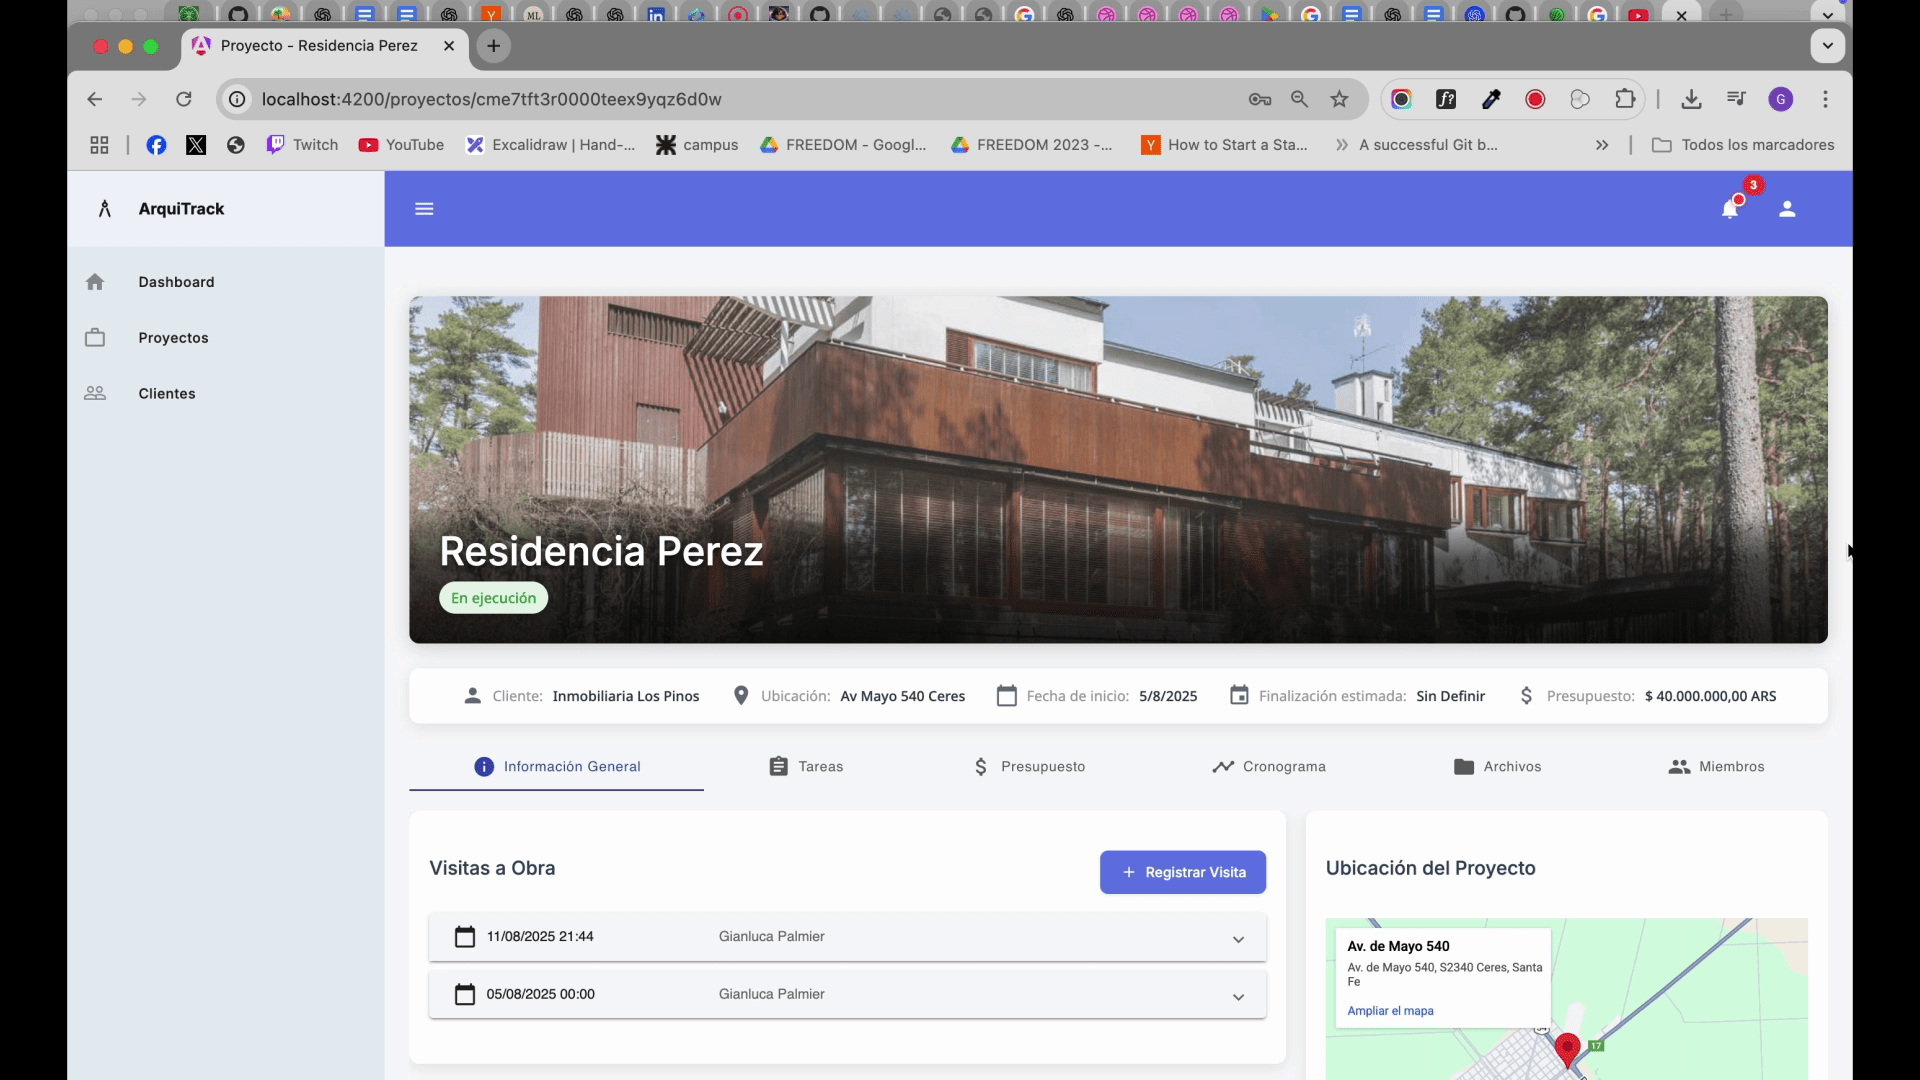 ML
Proyecto - Residencia Perez
localhost:4200/proyectos/cme7tft3r0000teex9yqz6d0w
f?
G
Twitch
YouTube
Excalidraw | Hand-...
campus
FREEDOM - Googl...
FREEDOM 2023 -...
How to Start a Sta...
A successful Git b...
Todos los marcadores
ArquiTrack
3
Dashboard
Proyectos
Clientes
Residencia Perez
En ejecución
Cliente: Inmobiliaria Los Pinos
Ubicación: Av Mayo 540 Ceres
Fecha de inicio: 5/8/2025
Finalización estimada: Sin Definir
Presupuesto: $ 40.000.000,00 ARS
Información General
Tareas
Presupuesto
Cronograma
Archivos
Miembros
Visitas a Obra
+ Registrar Visita
11/08/2025 21:44 Gianluca Palmier
05/08/2025 00:00 Gianluca Palmier
Ubicación del Proyecto
Av. de Mayo 540
Av. de Mayo 540, S2340 Ceres, Santa
Fe
Ampliar el mapa
17